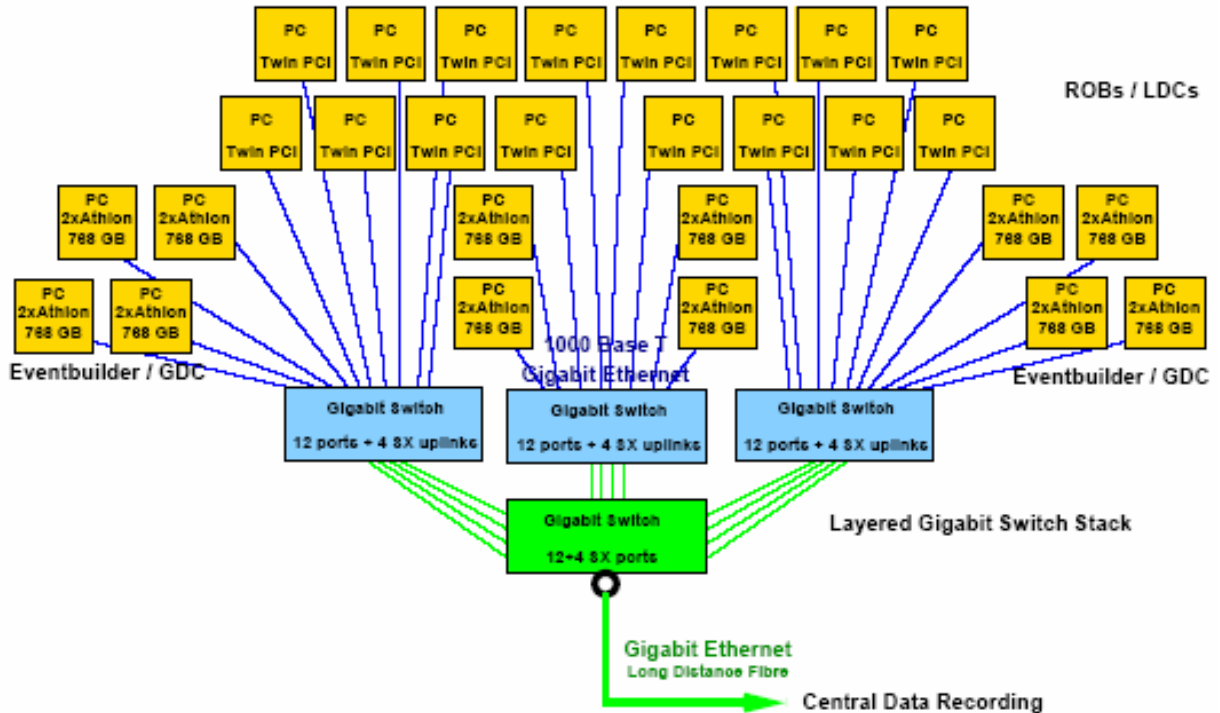 PC
Twin PCI
PC
Twin PCI
PC
Twin PCI
PC
Twin PCI
PC
Twin PCI
PC
Twin PCI
PC
Twin PCI
PC
Twin PCI
ROBs / LDCs
PC
Twin PCI
PC
Twin PCI
PC
Twin PCI
PC
Twin PCI
PC
Twin PCI
PC
Twin PCI
PC
Twin PCI
PC
Twin PCI
PC
2xAthlon
768 GB
PC
2xAthlon
768 GB
PC
2xAthlon
768 GB
PC
2xAthlon
768 GB
PC
2xAthlon
768 GB
PC
2xAthlon
768 GB
PC
2xAthlon
768 GB
PC
2xAthlon
768 GB
PC
2xAthlon
768 GB
PC
2xAthlon
768 GB
PC
2xAthlon
768 GB
PC
2xAthlon
768 GB
Eventbuilder / GDC
1000 Base T
Gigabit Ethernet
Eventbuilder / GDC
Gigabit Switch
12 ports + 4 SX uplinks
Gigabit Switch
12 ports + 4 SX uplinks
Gigabit Switch
12 ports + 4 SX uplinks
Gigabit Switch
12+4 SX ports
Layered Gigabit Switch Stack
Gigabit Ethernet
Long Distance Fibre
Central Data Recording